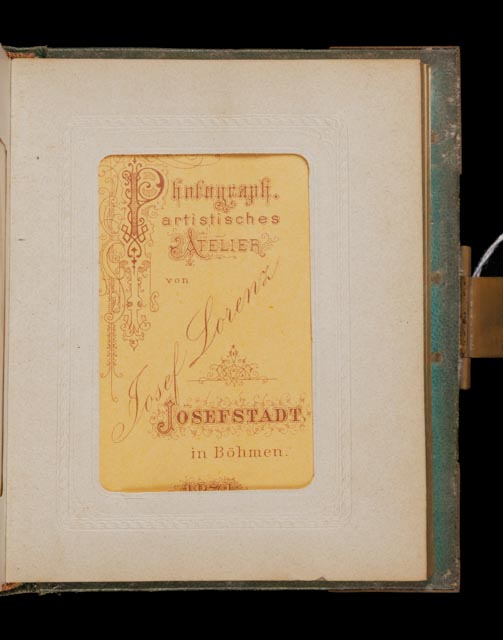 Photograph.
artistisches
ATELIER
von
Josef Lorenz
JOSEFSTADT,
in Böhmen.